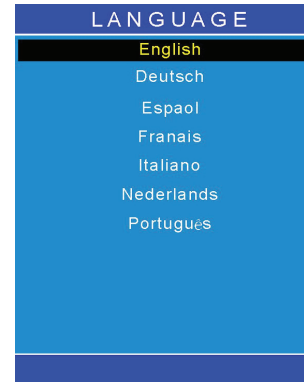 LANGUAGE
English
Deutsch
Espaol
Franais
Italiano
Nederlands
Português